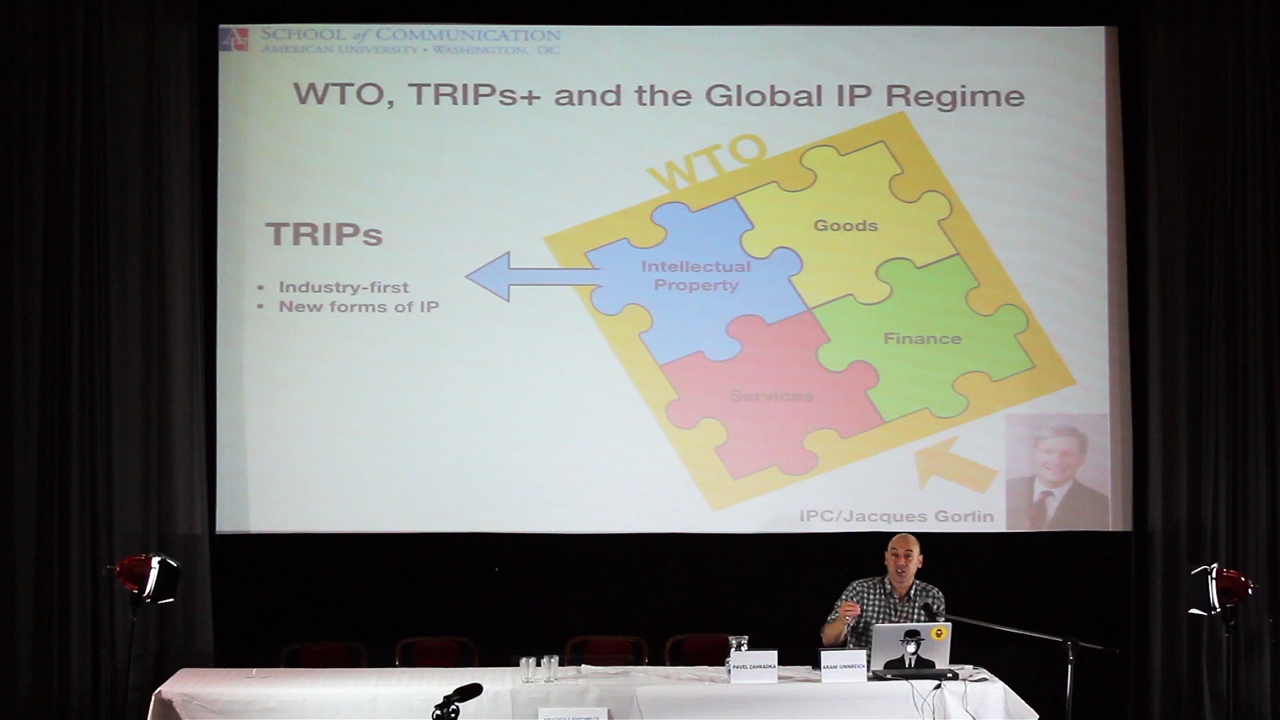 SCHOOL of COMMUNICATION
AMERICAN UNIVERSITY • WASHINGTON, DC
WTO, TRIPs+ and the Global IP Regime
WTO
TRIPs
• Industry-first
• New forms of IP
Intellectual
Property
Goods
Finance
Services
IPC/Jacques Gorlin
PAVEL ZAHRÁDKA
ARAM SINNREICH